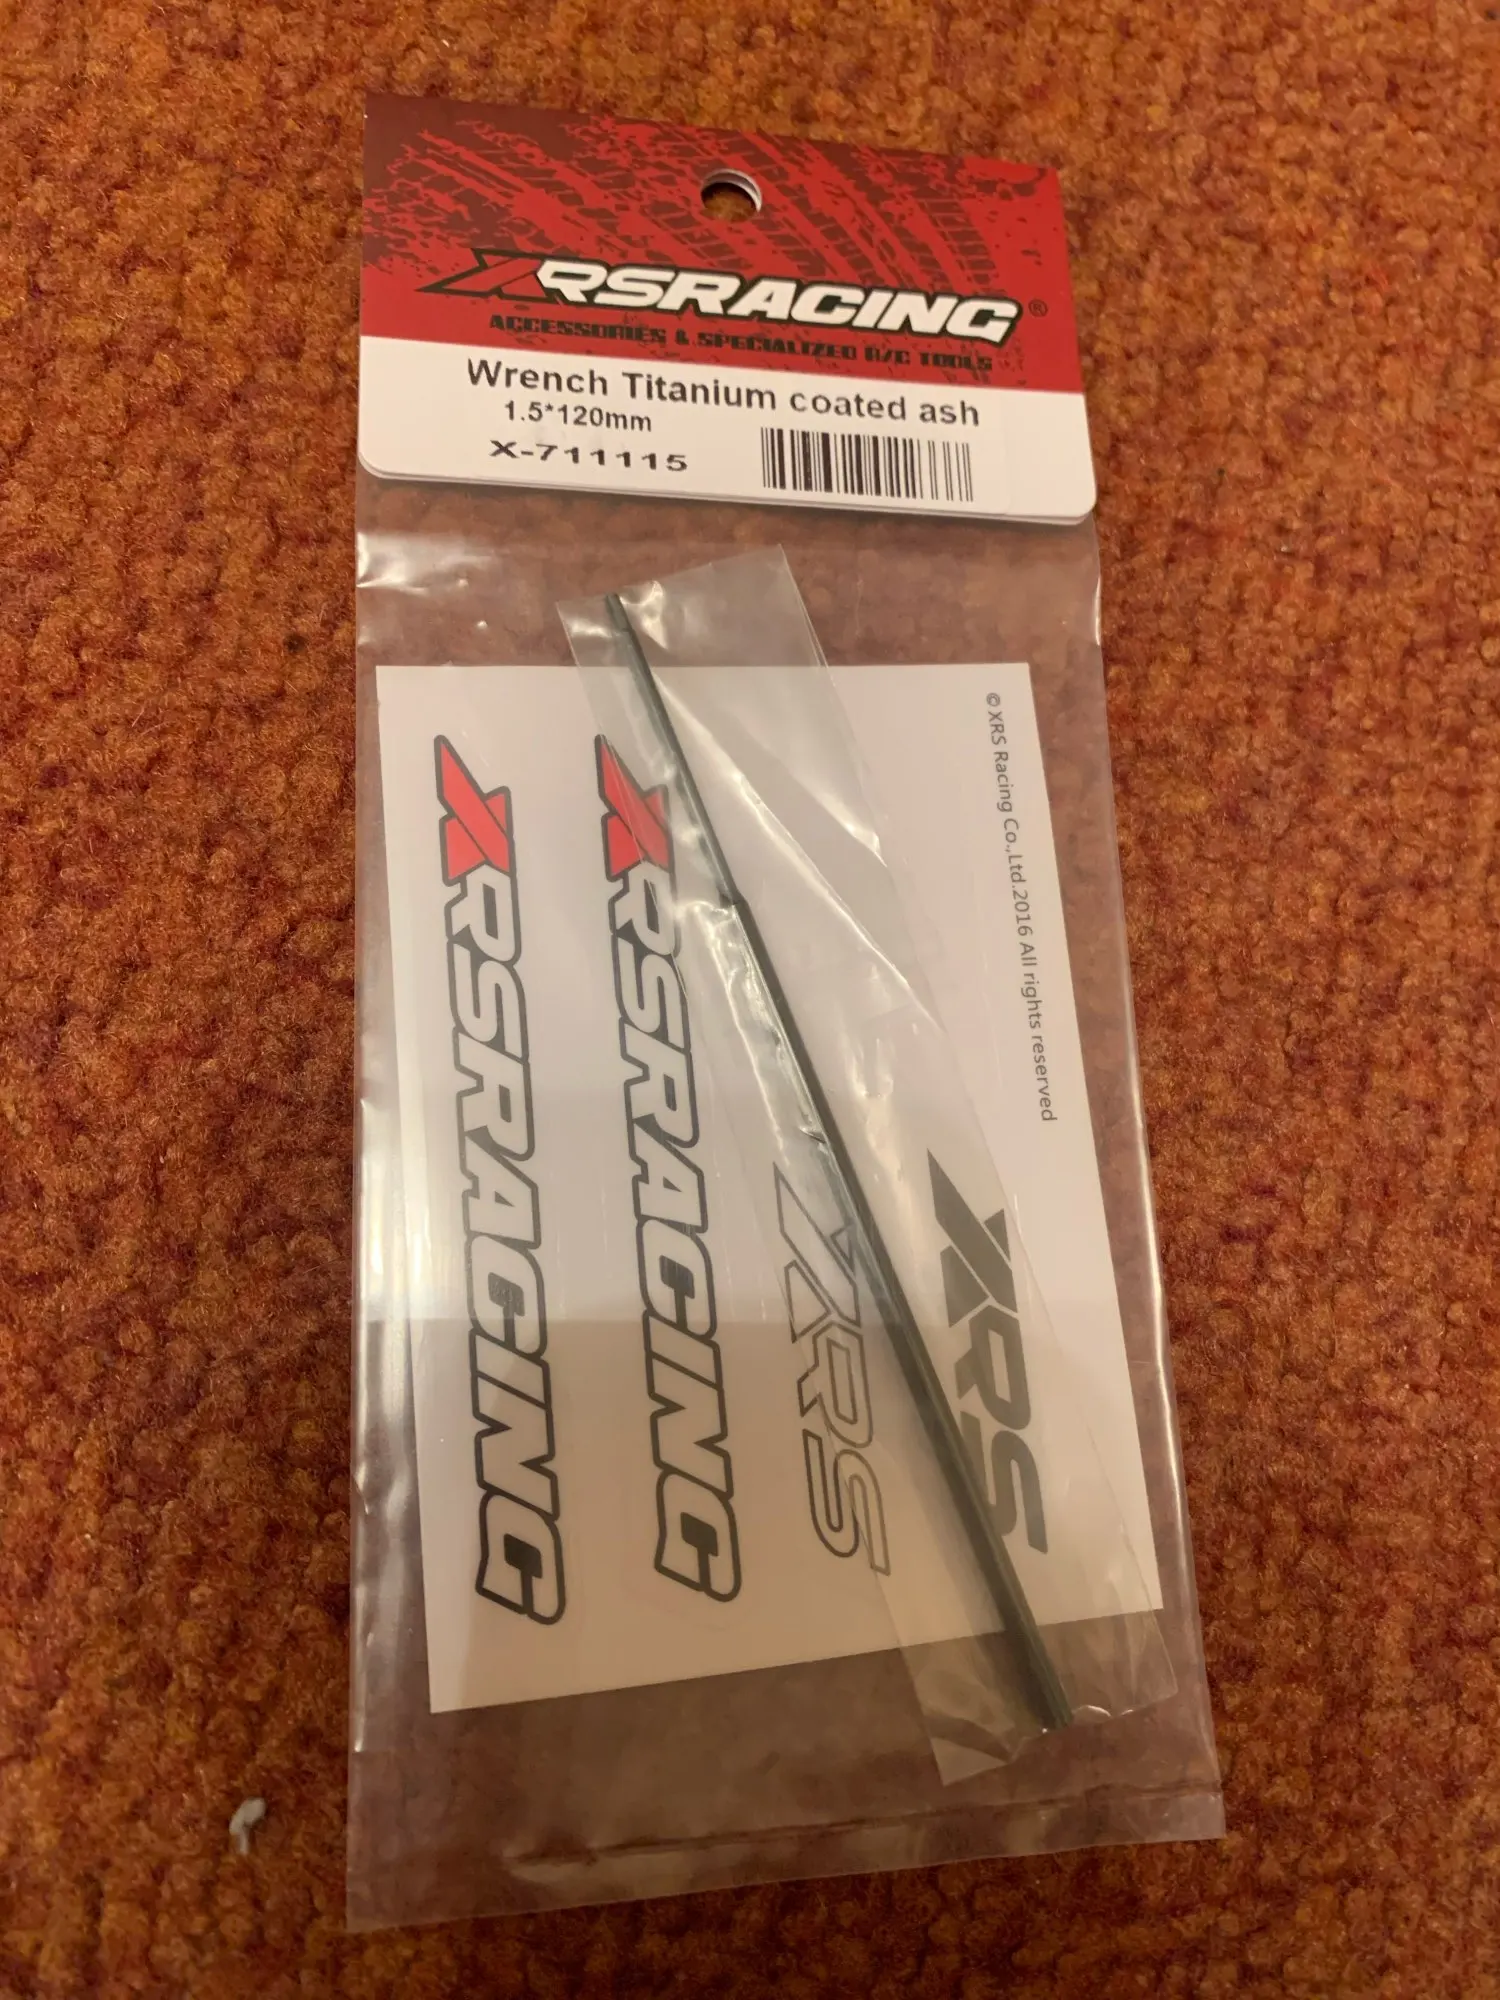 XRSRACING®
ACCESSORIES & SPECIALIZED R/C TOOLS
Wrench Titanium coated ash
1.5*120mm
X-711115
© XRS Racing Co.,Ltd.2016 All rights reserved
XRSRACING
XRSRACING
XRS
XRS